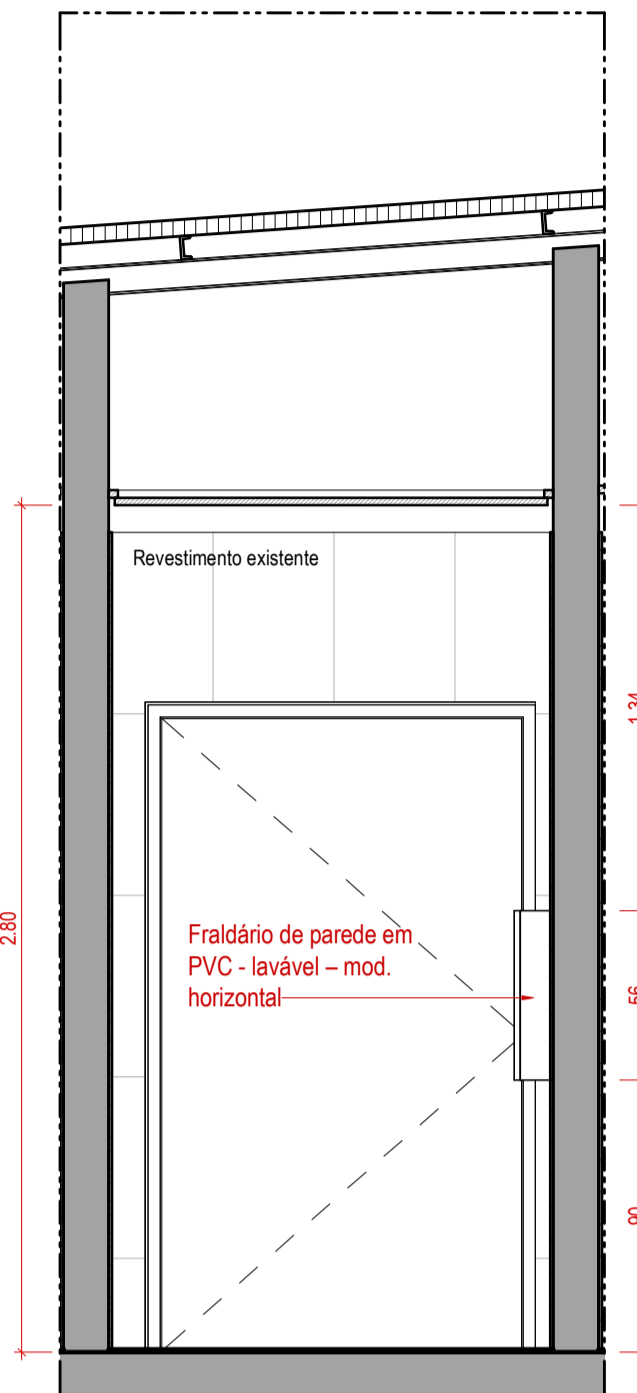 Revestimento existente
2.80
1.34
Fraldário de parede em
PVC - lavável – mod.
horizontal
56
90